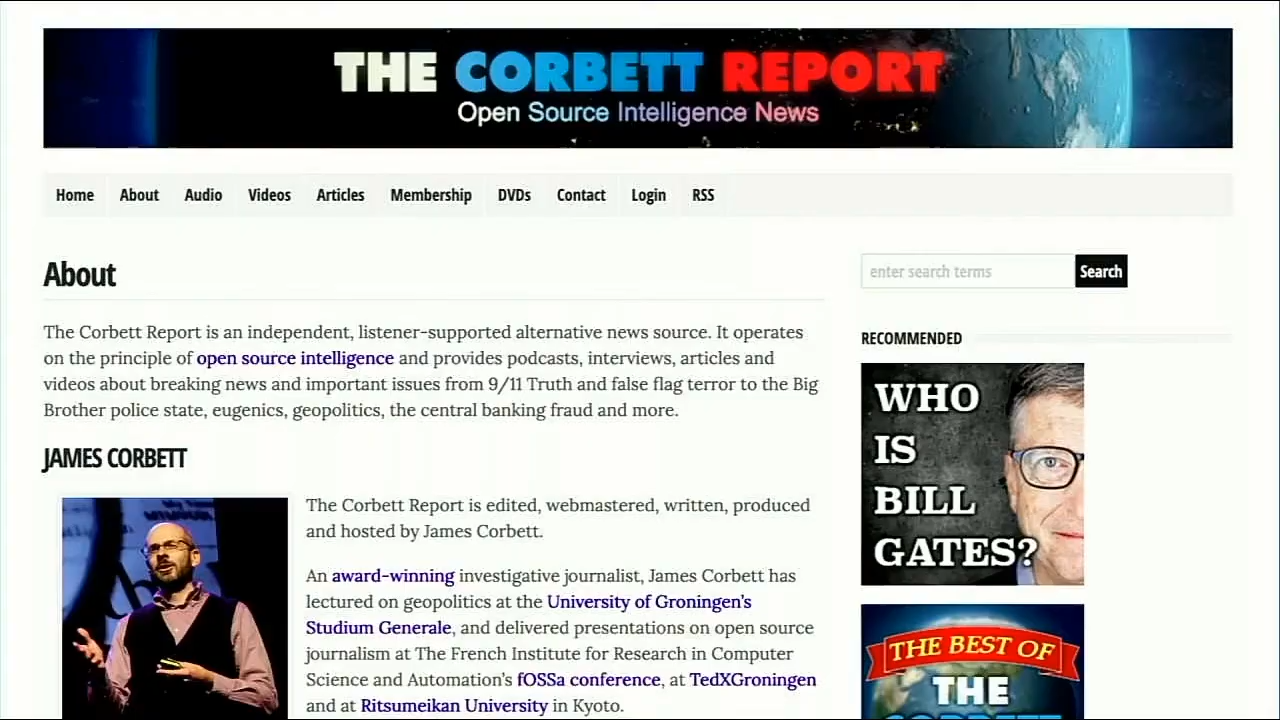 THE CORBETT REPORT
Open Source Intelligence News
Home About Audio Videos Articles Membership DVDs Contact Login RSS
About
The Corbett Report is an independent, listener-supported alternative news source. It operates
on the principle of open source intelligence and provides podcasts, interviews, articles and
videos about breaking news and important issues from 9/11 Truth and false flag terror to the Big
Brother police state, eugenics, geopolitics, the central banking fraud and more.
JAMES CORBETT
The Corbett Report is edited, webmastered, written, produced
and hosted by James Corbett.
An award-winning investigative journalist, James Corbett has
lectured on geopolitics at the University of Groningen's
Studium Generale, and delivered presentations on open source
journalism at The French Institute for Research in Computer
Science and Automation's fOSSa conference, at TedXGroningen
and at Ritsumeikan University in Kyoto.
enter search terms Search
RECOMMENDED
WHO
IS
BILL
GATES?
THE BEST OF
THE
CORBETT